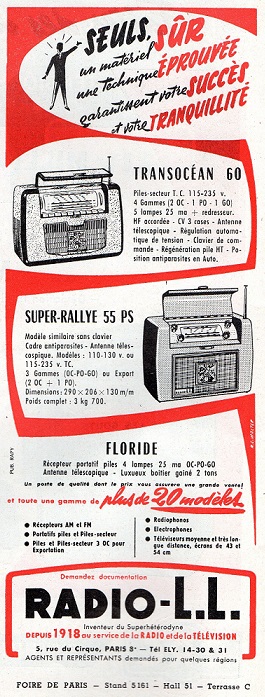 SEULS, un matériel SÛR
une technique ÉPROUVÉE
garantissent votre SUCCÈS
et votre TRANQUILLITÉ
TRANSOCÉAN 60
Piles-secteur T. C. 115-235 v.
4 Gammes (2 OC - 1 PO - 1 GO)
5 lampes 25 ma + redresseur.
HF accordée - CV 3 cases - Antenne
télescopique - Régulation automa-
tique de tension - Clavier de com-
mande - Régénération pile HT - Po-
sition antiparasites en Auto.
SUPER-RALLYE 55 PS
Modèle similaire sans clavier
Cadre antiparasites - Antenne téles-
copique. Modèles : 110-130 v. ou
115-235 v. TC.
3 Gammes (OC-PO-GO) ou Export
(2 OC + 1 PO).
Dimensions : 290 × 206 × 130 m/m
Poids complet : 3 kg 700.
PUB. RAPY
FLORIDE
Récepteur portatif piles 4 lampes 25 ma OC-PO-GO
Antenne télescopique - Luxueux boîtier gainé 2 tons
Un poste de qualité dont le prix vous assurera une grande vente!
et toute une gamme de plus de 20 modèles
● Récepteurs AM et FM
● Portatifs piles et Piles-secteur
● Piles et Piles-secteur 3 OC pour
Exportation
● Radiophonos
● Electrophones
● Téléviseurs moyenne et très lon-
gue distance, écrans de 43 et
54 cm
Demandez documentation
RADIO-L.L.
Inventeur du Superhétérodyne
DEPUIS 1918 au service de la RADIO et de la TÉLÉVISION
5, rue du Cirque, PARIS 8e - Tél ELY. 14-30 & 31
AGENTS et REPRÉSENTANTS demandés pour quelques régions
FOIRE DE PARIS — Stand 5161 — Hall 51 — Terrasse C